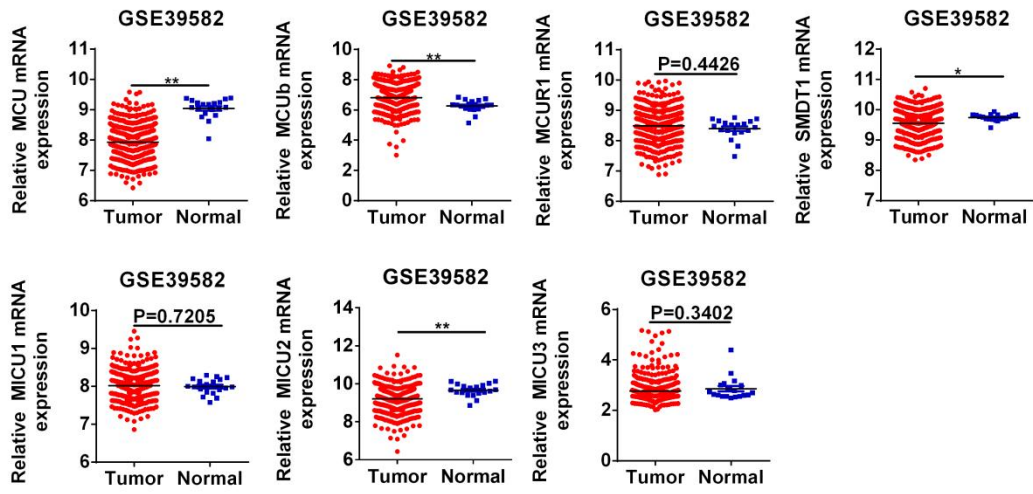 GSE39582
Relative MCU mRNA
expression
**
10
9
8
7
6
Tumor Normal
GSE39582
Relative MCUb mRNA
expression
**
10
8
6
4
2
0
Tumor Normal
GSE39582
Relative MCUR1 mRNA
expression
P=0.4426
11
10
9
8
7
6
Tumor Normal
GSE39582
Relative SMDT1 mRNA
expression
*
12
11
10
9
8
7
Tumor Normal
GSE39582
Relative MICU1 mRNA
expression
P=0.7205
10
9
8
7
6
Tumor Normal
GSE39582
Relative MICU2 mRNA
expression
**
14
12
10
8
6
Tumor Normal
GSE39582
Relative MICU3 mRNA
expression
P=0.3402
6
4
2
0
Tumor Normal